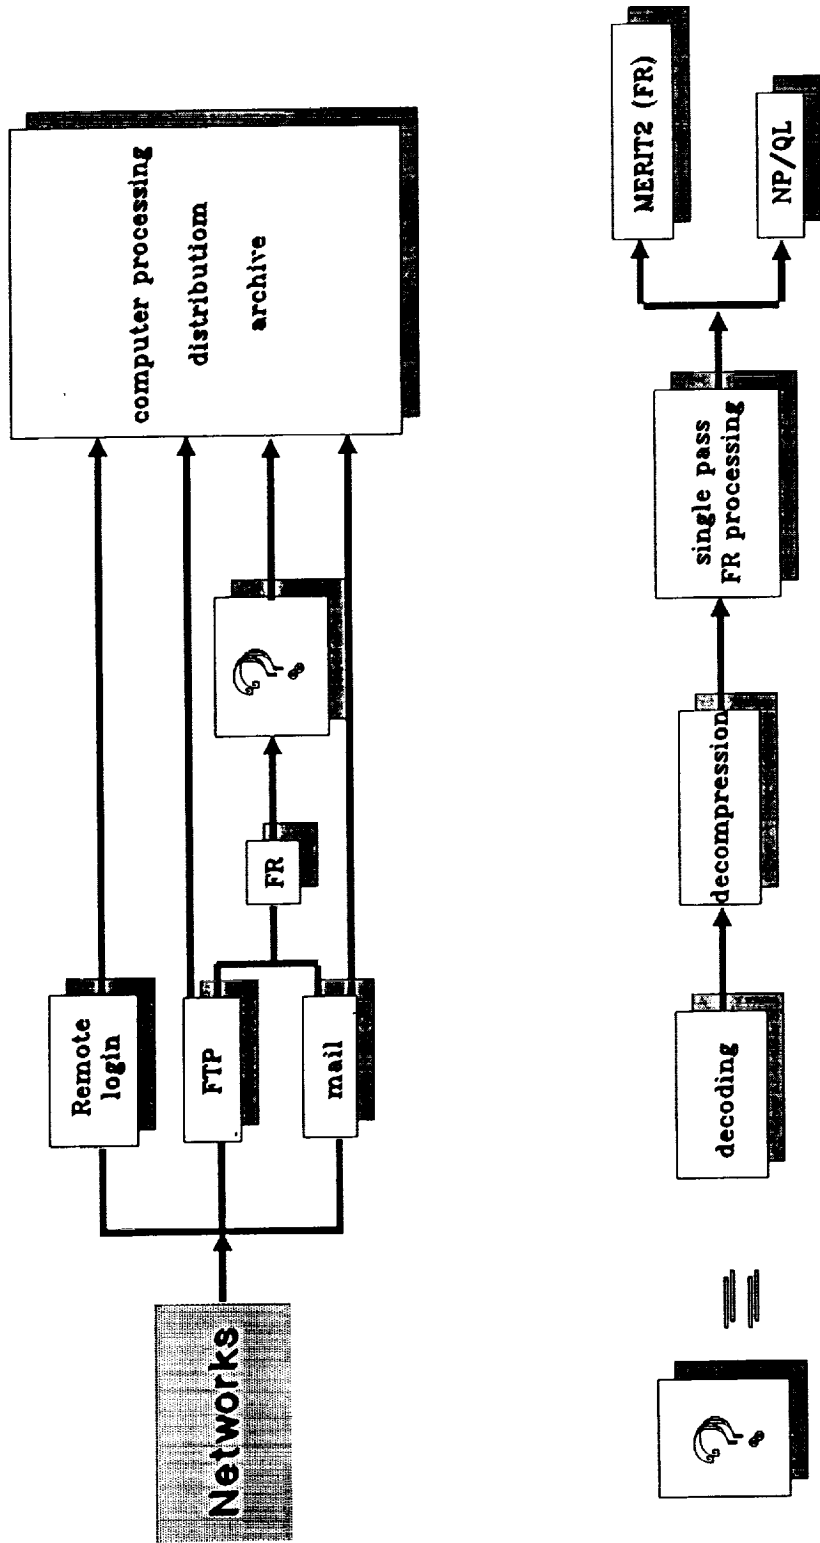 Networks
Remote
login
FTP
mail
FR
?
computer processing
distributiom
archive
?
=
decoding
decompression
single pass
FR processing
MERIT2 (FR)
NP/QL